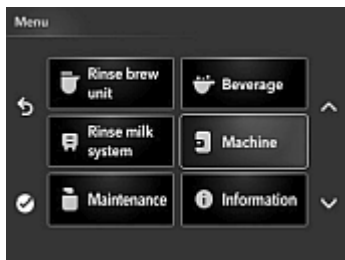 Menu
Rinse brew
unit
Beverage
Rinse milk
system
Machine
Maintenance
Information